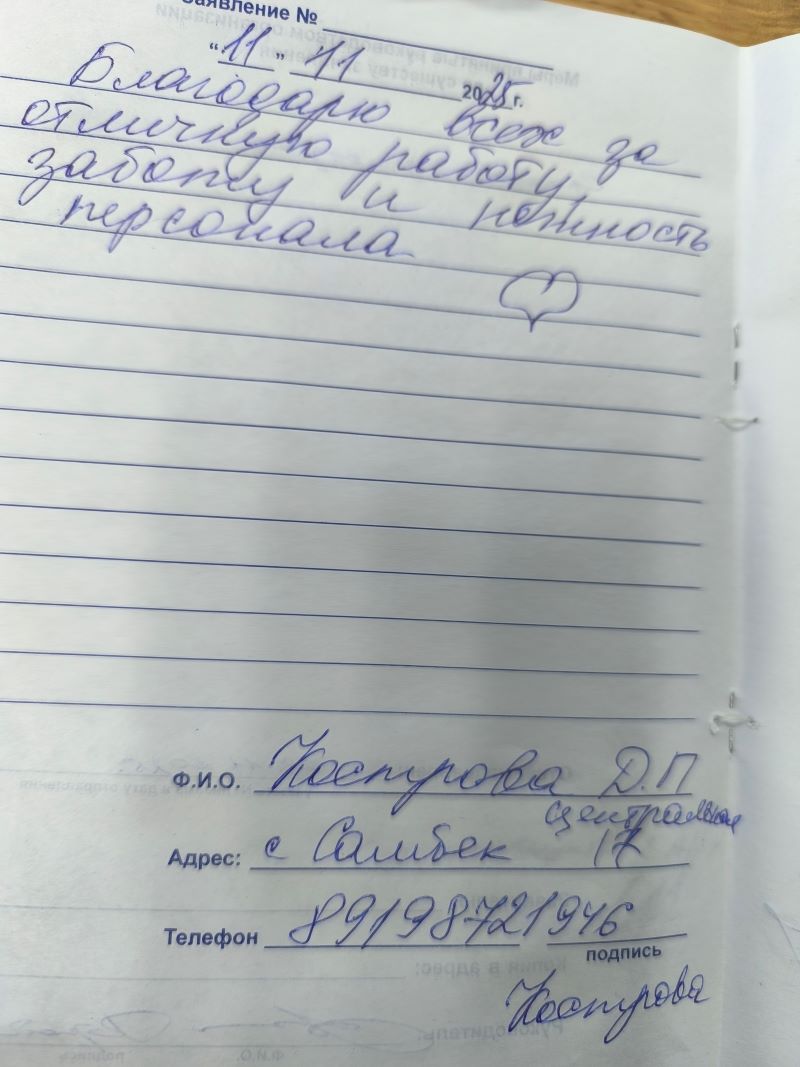 Заявление №
"11" 11 2025 г.
Благодарю всех за
отличную работу,
заботу и нежность
персонала
Ф.И.О. Кострова Д.П
Адрес: с Самбек Центральная 17
Телефон 89198721946
подпись
Кострова